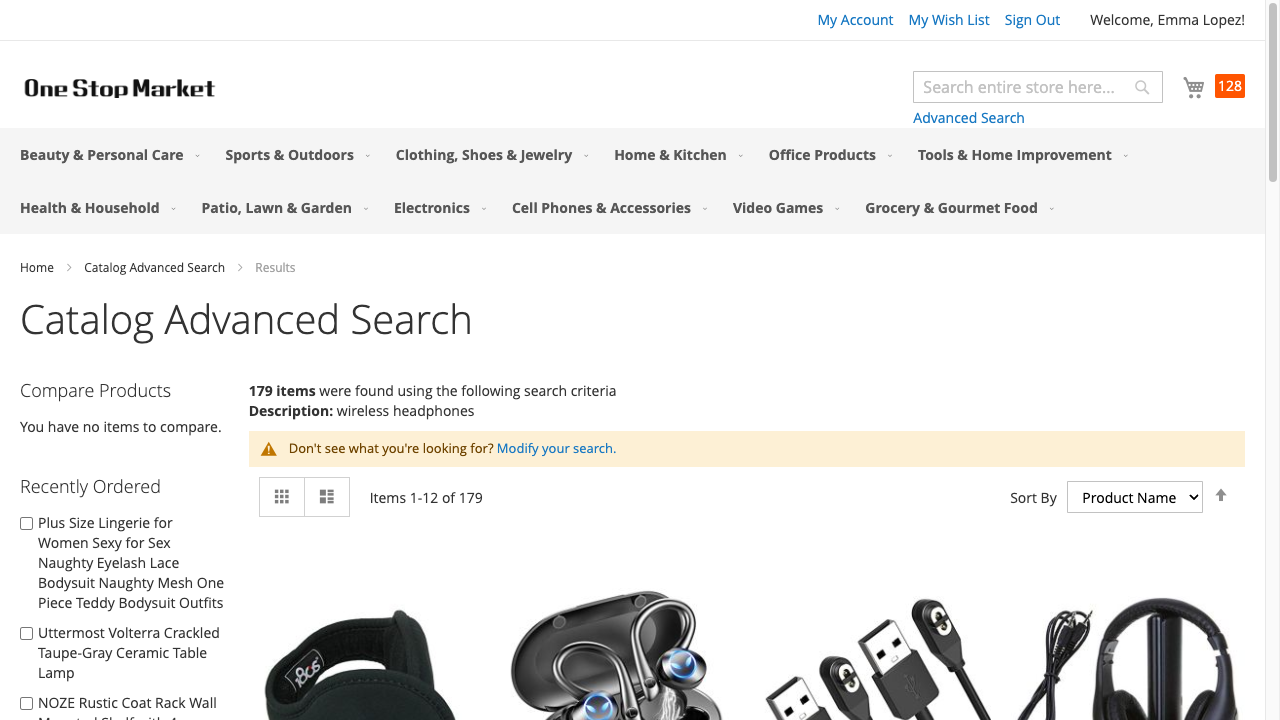 My Account My Wish List Sign Out Welcome, Emma Lopez!
One Stop Market
Search entire store here...
128
Advanced Search
Beauty & Personal Care Sports & Outdoors Clothing, Shoes & Jewelry Home & Kitchen Office Products Tools & Home Improvement
Health & Household Patio, Lawn & Garden Electronics Cell Phones & Accessories Video Games Grocery & Gourmet Food
Home Catalog Advanced Search Results
Catalog Advanced Search
Compare Products
You have no items to compare.
Recently Ordered
Plus Size Lingerie for
Women Sexy for Sex
Naughty Eyelash Lace
Bodysuit Naughty Mesh One
Piece Teddy Bodysuit Outfits
Uttermost Volterra Crackled
Taupe-Gray Ceramic Table
Lamp
NOZE Rustic Coat Rack Wall
179 items were found using the following search criteria
Description: wireless headphones
Don't see what you're looking for? Modify your search.
Items 1-12 of 179
Sort By Product Name
180s